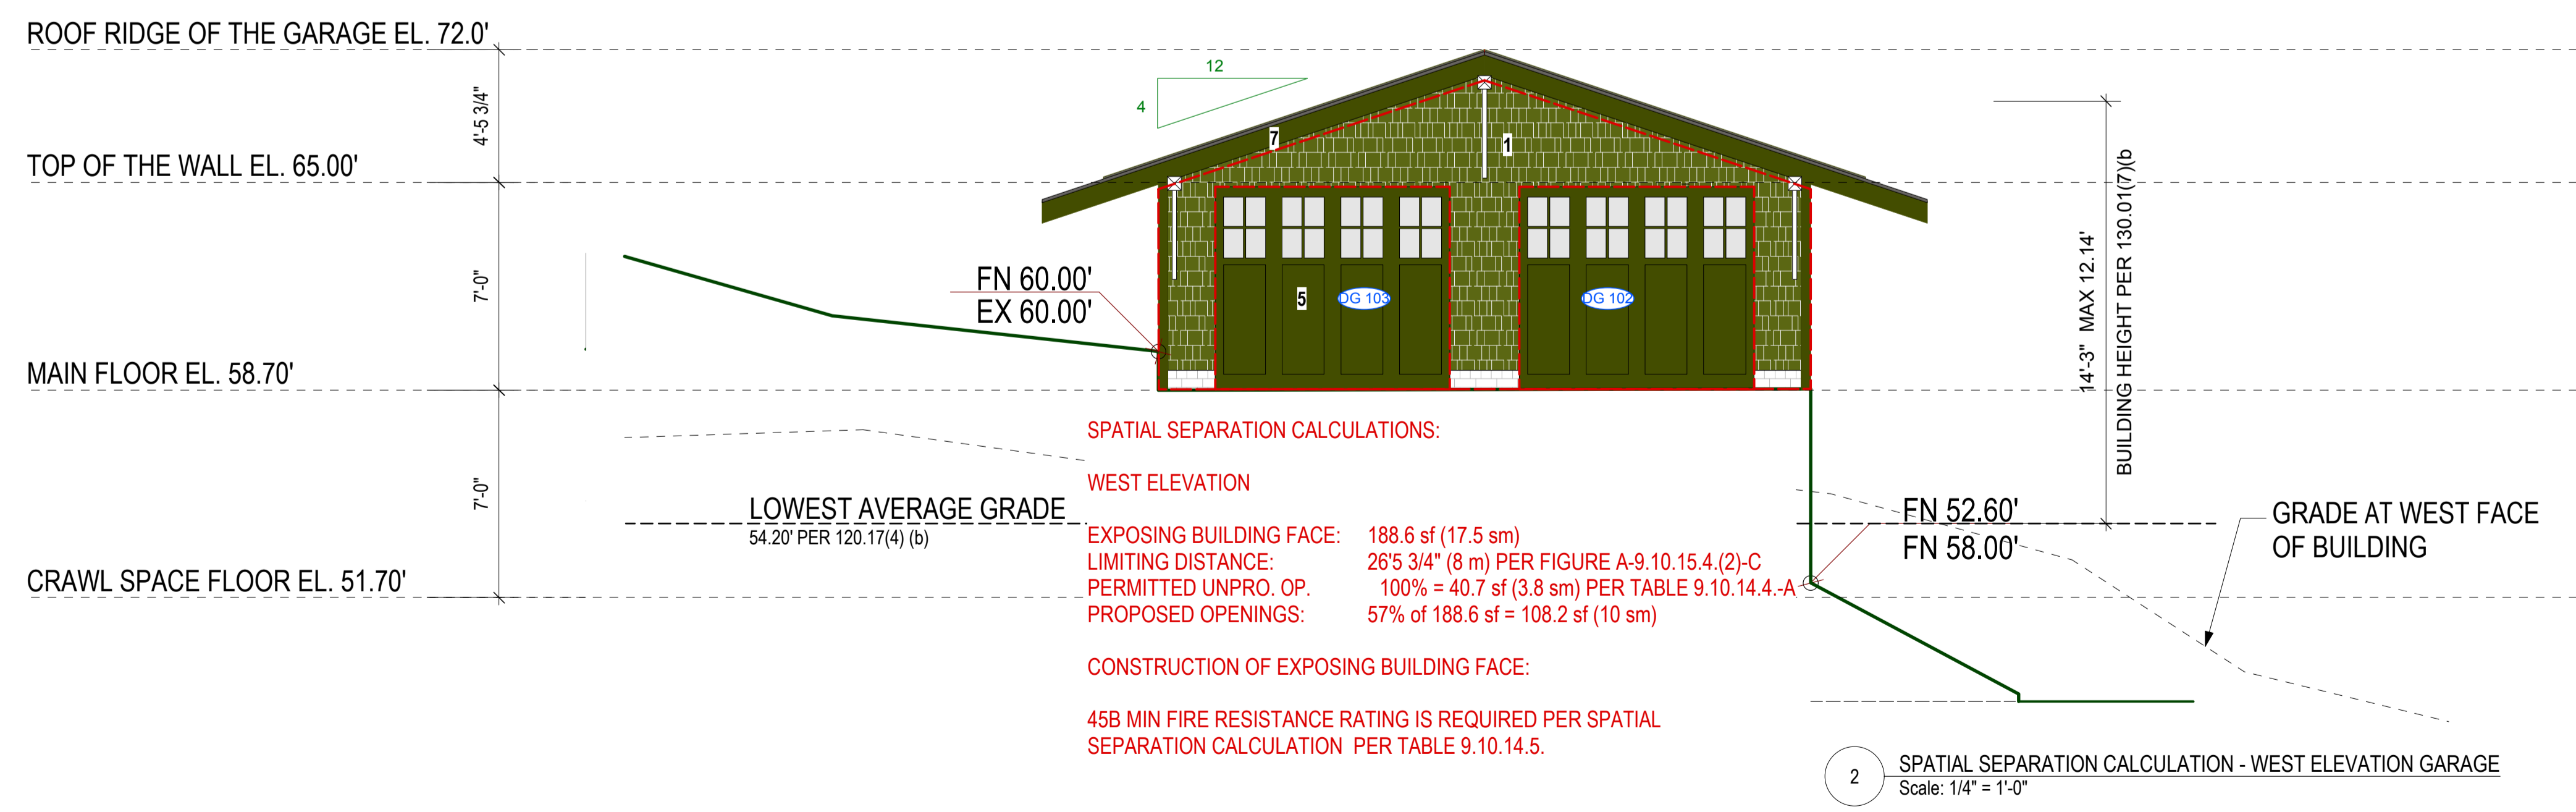 ROOF RIDGE OF THE GARAGE EL. 72.0'
4'-5 3/4"
TOP OF THE WALL EL. 65.00'
7'-0"
MAIN FLOOR EL. 58.70'
7'-0"
CRAWL SPACE FLOOR EL. 51.70'
12
4
7
1
5
DG 103
DG 102
FN 60.00'
EX 60.00'
14'-3" MAX 12.14'
BUILDING HEIGHT PER 130.01(7)(b
LOWEST AVERAGE GRADE
54.20' PER 120.17(4) (b)
SPATIAL SEPARATION CALCULATIONS:
WEST ELEVATION
EXPOSING BUILDING FACE: 188.6 sf (17.5 sm)
LIMITING DISTANCE: 26'5 3/4" (8 m) PER FIGURE A-9.10.15.4.(2)-C
PERMITTED UNPRO. OP. 100% = 40.7 sf (3.8 sm) PER TABLE 9.10.14.4.-A
PROPOSED OPENINGS: 57% of 188.6 sf = 108.2 sf (10 sm)
CONSTRUCTION OF EXPOSING BUILDING FACE:
45B MIN FIRE RESISTANCE RATING IS REQUIRED PER SPATIAL
SEPARATION CALCULATION PER TABLE 9.10.14.5.
FN 52.60'
FN 58.00'
GRADE AT WEST FACE
OF BUILDING
2
SPATIAL SEPARATION CALCULATION - WEST ELEVATION GARAGE
Scale: 1/4" = 1'-0"